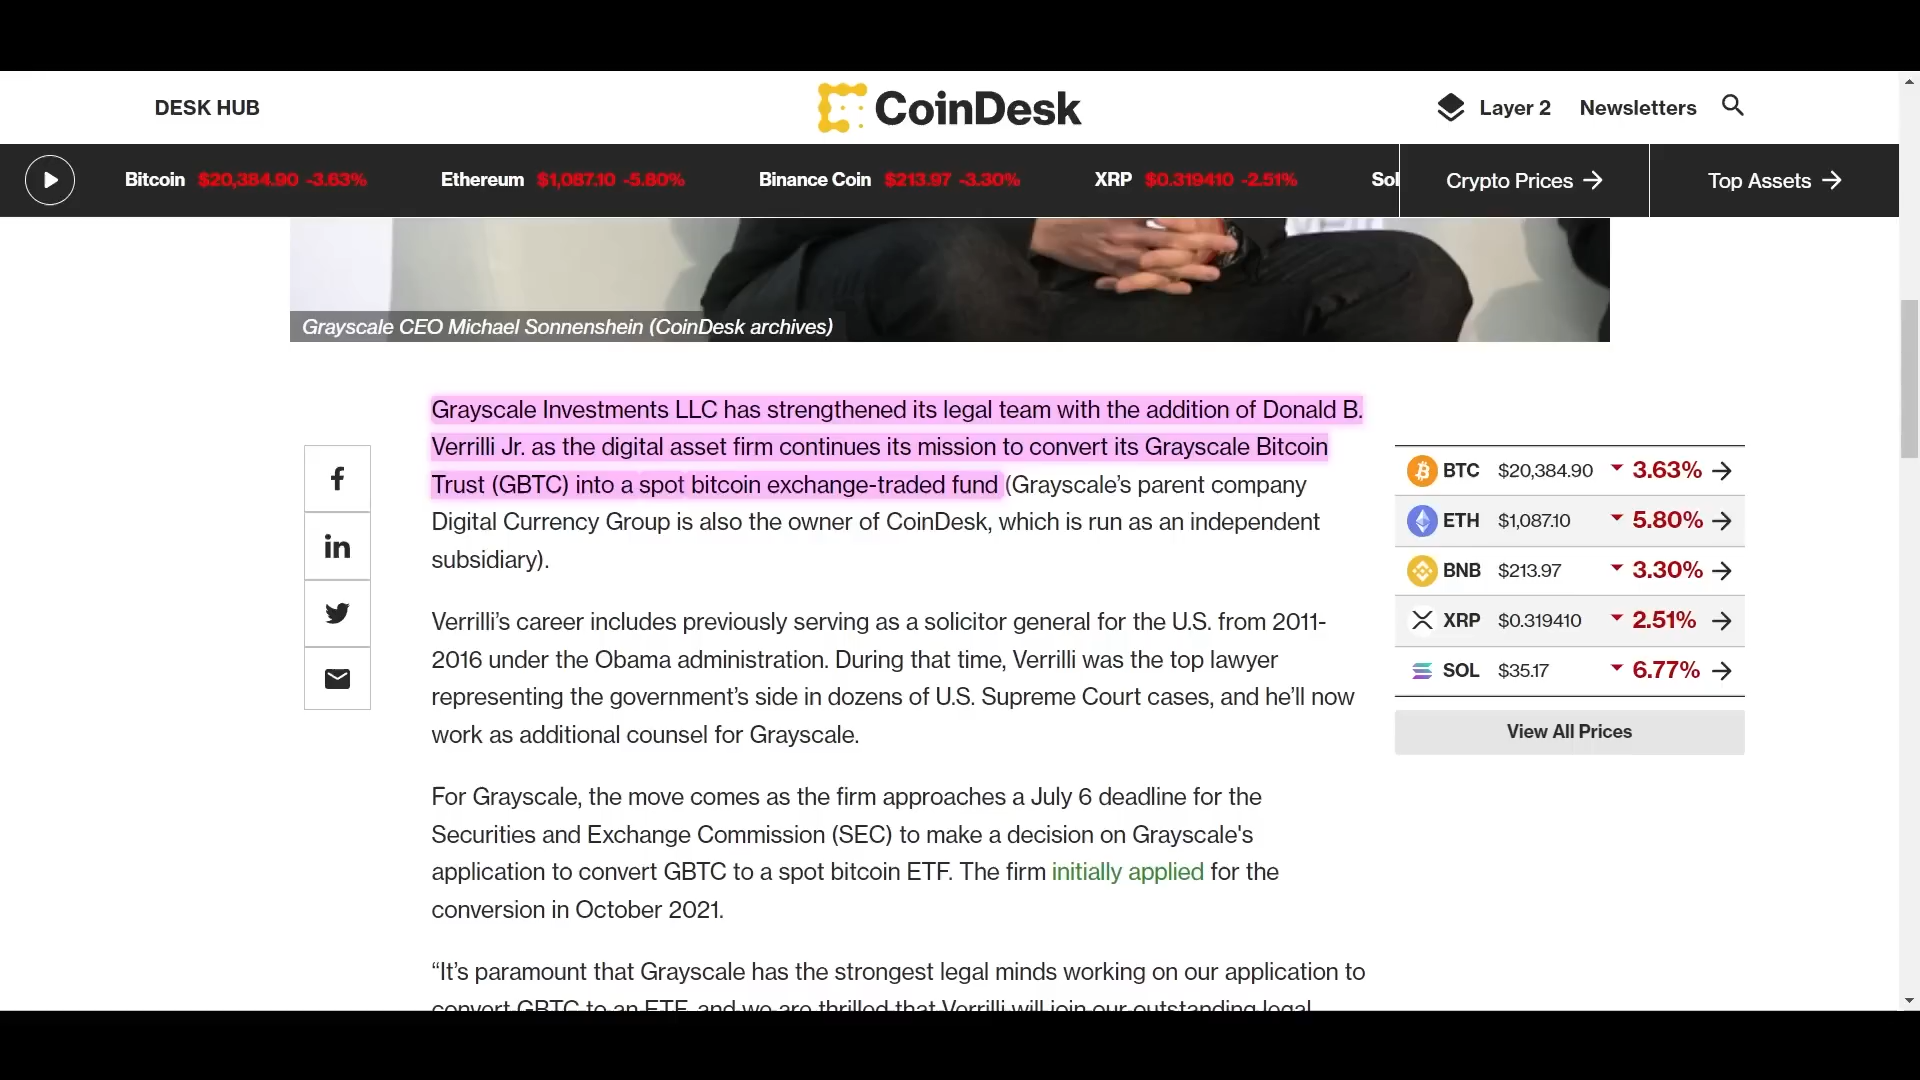 DESK HUB
CoinDesk
Layer 2
Newsletters
Bitcoin $20,384.90 -3.63%
Ethereum $1,087.10 -5.80%
Binance Coin $213.97 -3.30%
XRP $0.319410 -2.51%
Sol
Crypto Prices
Top Assets
Grayscale CEO Michael Sonnenshein (CoinDesk archives)
Grayscale Investments LLC has strengthened its legal team with the addition of Donald B.
Verrilli Jr. as the digital asset firm continues its mission to convert its Grayscale Bitcoin
Trust (GBTC) into a spot bitcoin exchange-traded fund (Grayscale’s parent company
Digital Currency Group is also the owner of CoinDesk, which is run as an independent
subsidiary).
Verrilli’s career includes previously serving as a solicitor general for the U.S. from 2011-
2016 under the Obama administration. During that time, Verrilli was the top lawyer
representing the government’s side in dozens of U.S. Supreme Court cases, and he’ll now
work as additional counsel for Grayscale.
For Grayscale, the move comes as the firm approaches a July 6 deadline for the
Securities and Exchange Commission (SEC) to make a decision on Grayscale's
application to convert GBTC to a spot bitcoin ETF. The firm initially applied for the
conversion in October 2021.
“It’s paramount that Grayscale has the strongest legal minds working on our application to
convert GBTC to an ETF, and we are thrilled that Verrilli will join our outstanding legal
BTC $20,384.90 3.63%
ETH $1,087.10 5.80%
BNB $213.97 3.30%
XRP $0.319410 2.51%
SOL $35.17 6.77%
View All Prices